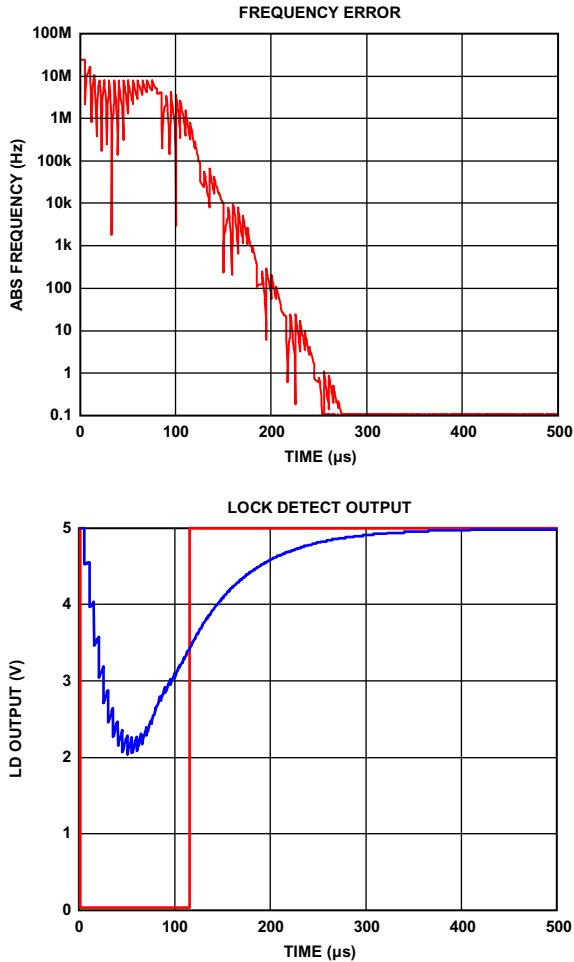 FREQUENCY ERROR
100M
10M
1M
100k
10k
1k
100
10
1
0.1
ABS FREQUENCY (Hz)
0 100 200 300 400 500
TIME (µs)
LOCK DETECT OUTPUT
5
4
3
2
1
0
LD OUTPUT (V)
0 100 200 300 400 500
TIME (µs)